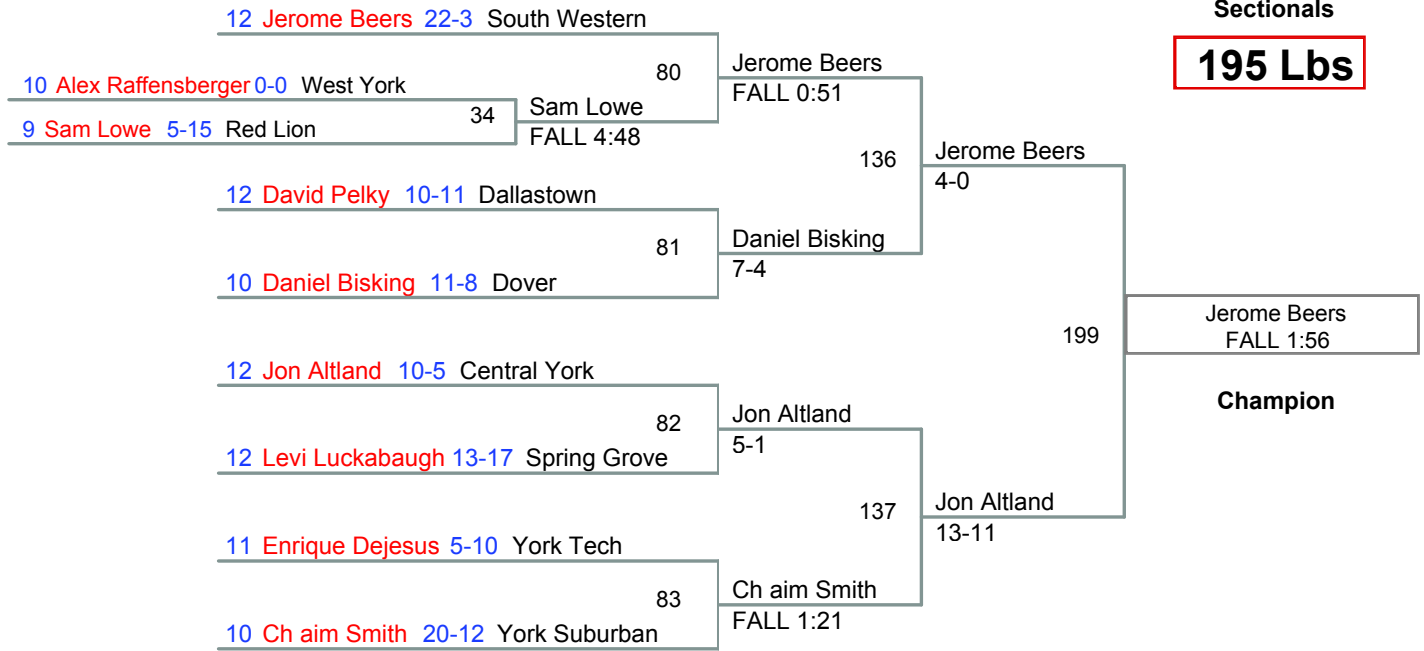 Sectionals
195 Lbs
12 Jerome Beers 22-3 South Western
80
Jerome Beers
FALL 0:51
10 Alex Raffensberger 0-0 West York
34
Sam Lowe
FALL 4:48
9 Sam Lowe 5-15 Red Lion
136
Jerome Beers
4-0
12 David Pelky 10-11 Dallastown
81
Daniel Bisking
7-4
10 Daniel Bisking 11-8 Dover
199
Jerome Beers
FALL 1:56
Champion
12 Jon Altland 10-5 Central York
82
Jon Altland
5-1
12 Levi Luckabaugh 13-17 Spring Grove
137
Jon Altland
13-11
11 Enrique Dejesus 5-10 York Tech
83
Ch aim Smith
FALL 1:21
10 Ch aim Smith 20-12 York Suburban